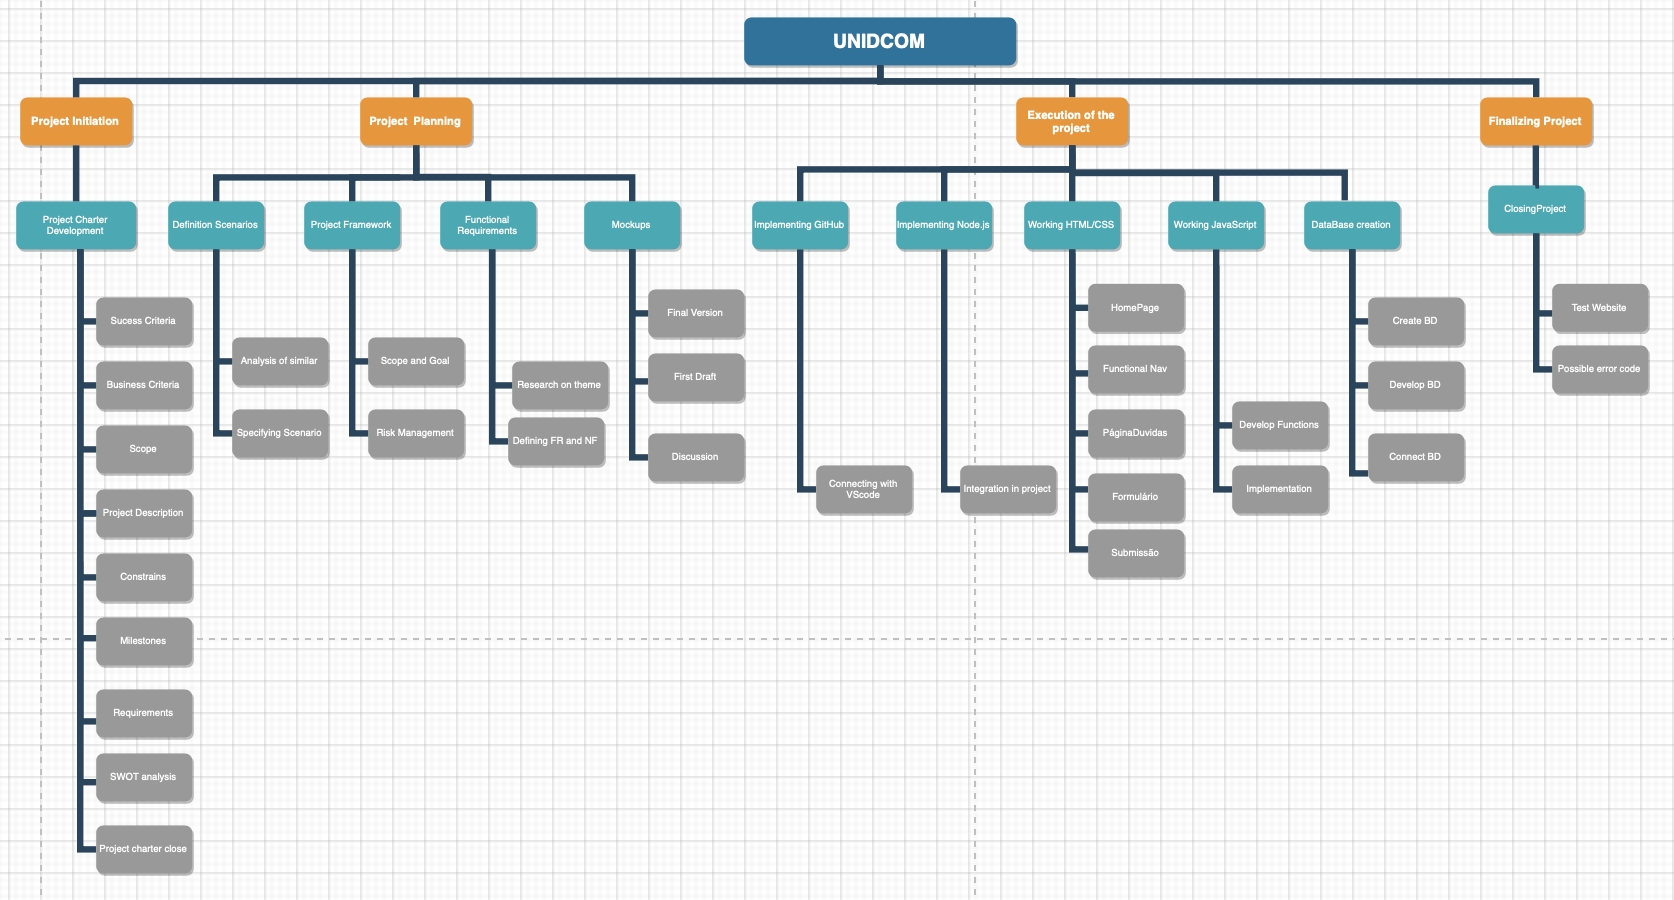 UNIDCOM
Project Initiation
Project Planning
Execution of the
project
Finalizing Project
Project Charter
Development
Definition Scenarios
Project Framework
Functional
Requirements
Mockups
Implementing GitHub
Implementing Node.js
Working HTML/CSS
Working JavaScript
DataBase creation
ClosingProject
Sucess Criteria
Business Criteria
Scope
Project Description
Constrains
Milestones
Requirements
SWOT analysis
Project charter close
Analysis of similar
Specifying Scenario
Scope and Goal
Risk Management
Research on theme
Defining FR and NF
Final Version
First Draft
Discussion
Connecting with
VScode
Integration in project
HomePage
Functional Nav
PáginaDuvidas
Formulário
Submissão
Develop Functions
Implementation
Create BD
Develop BD
Connect BD
Test Website
Possible error code